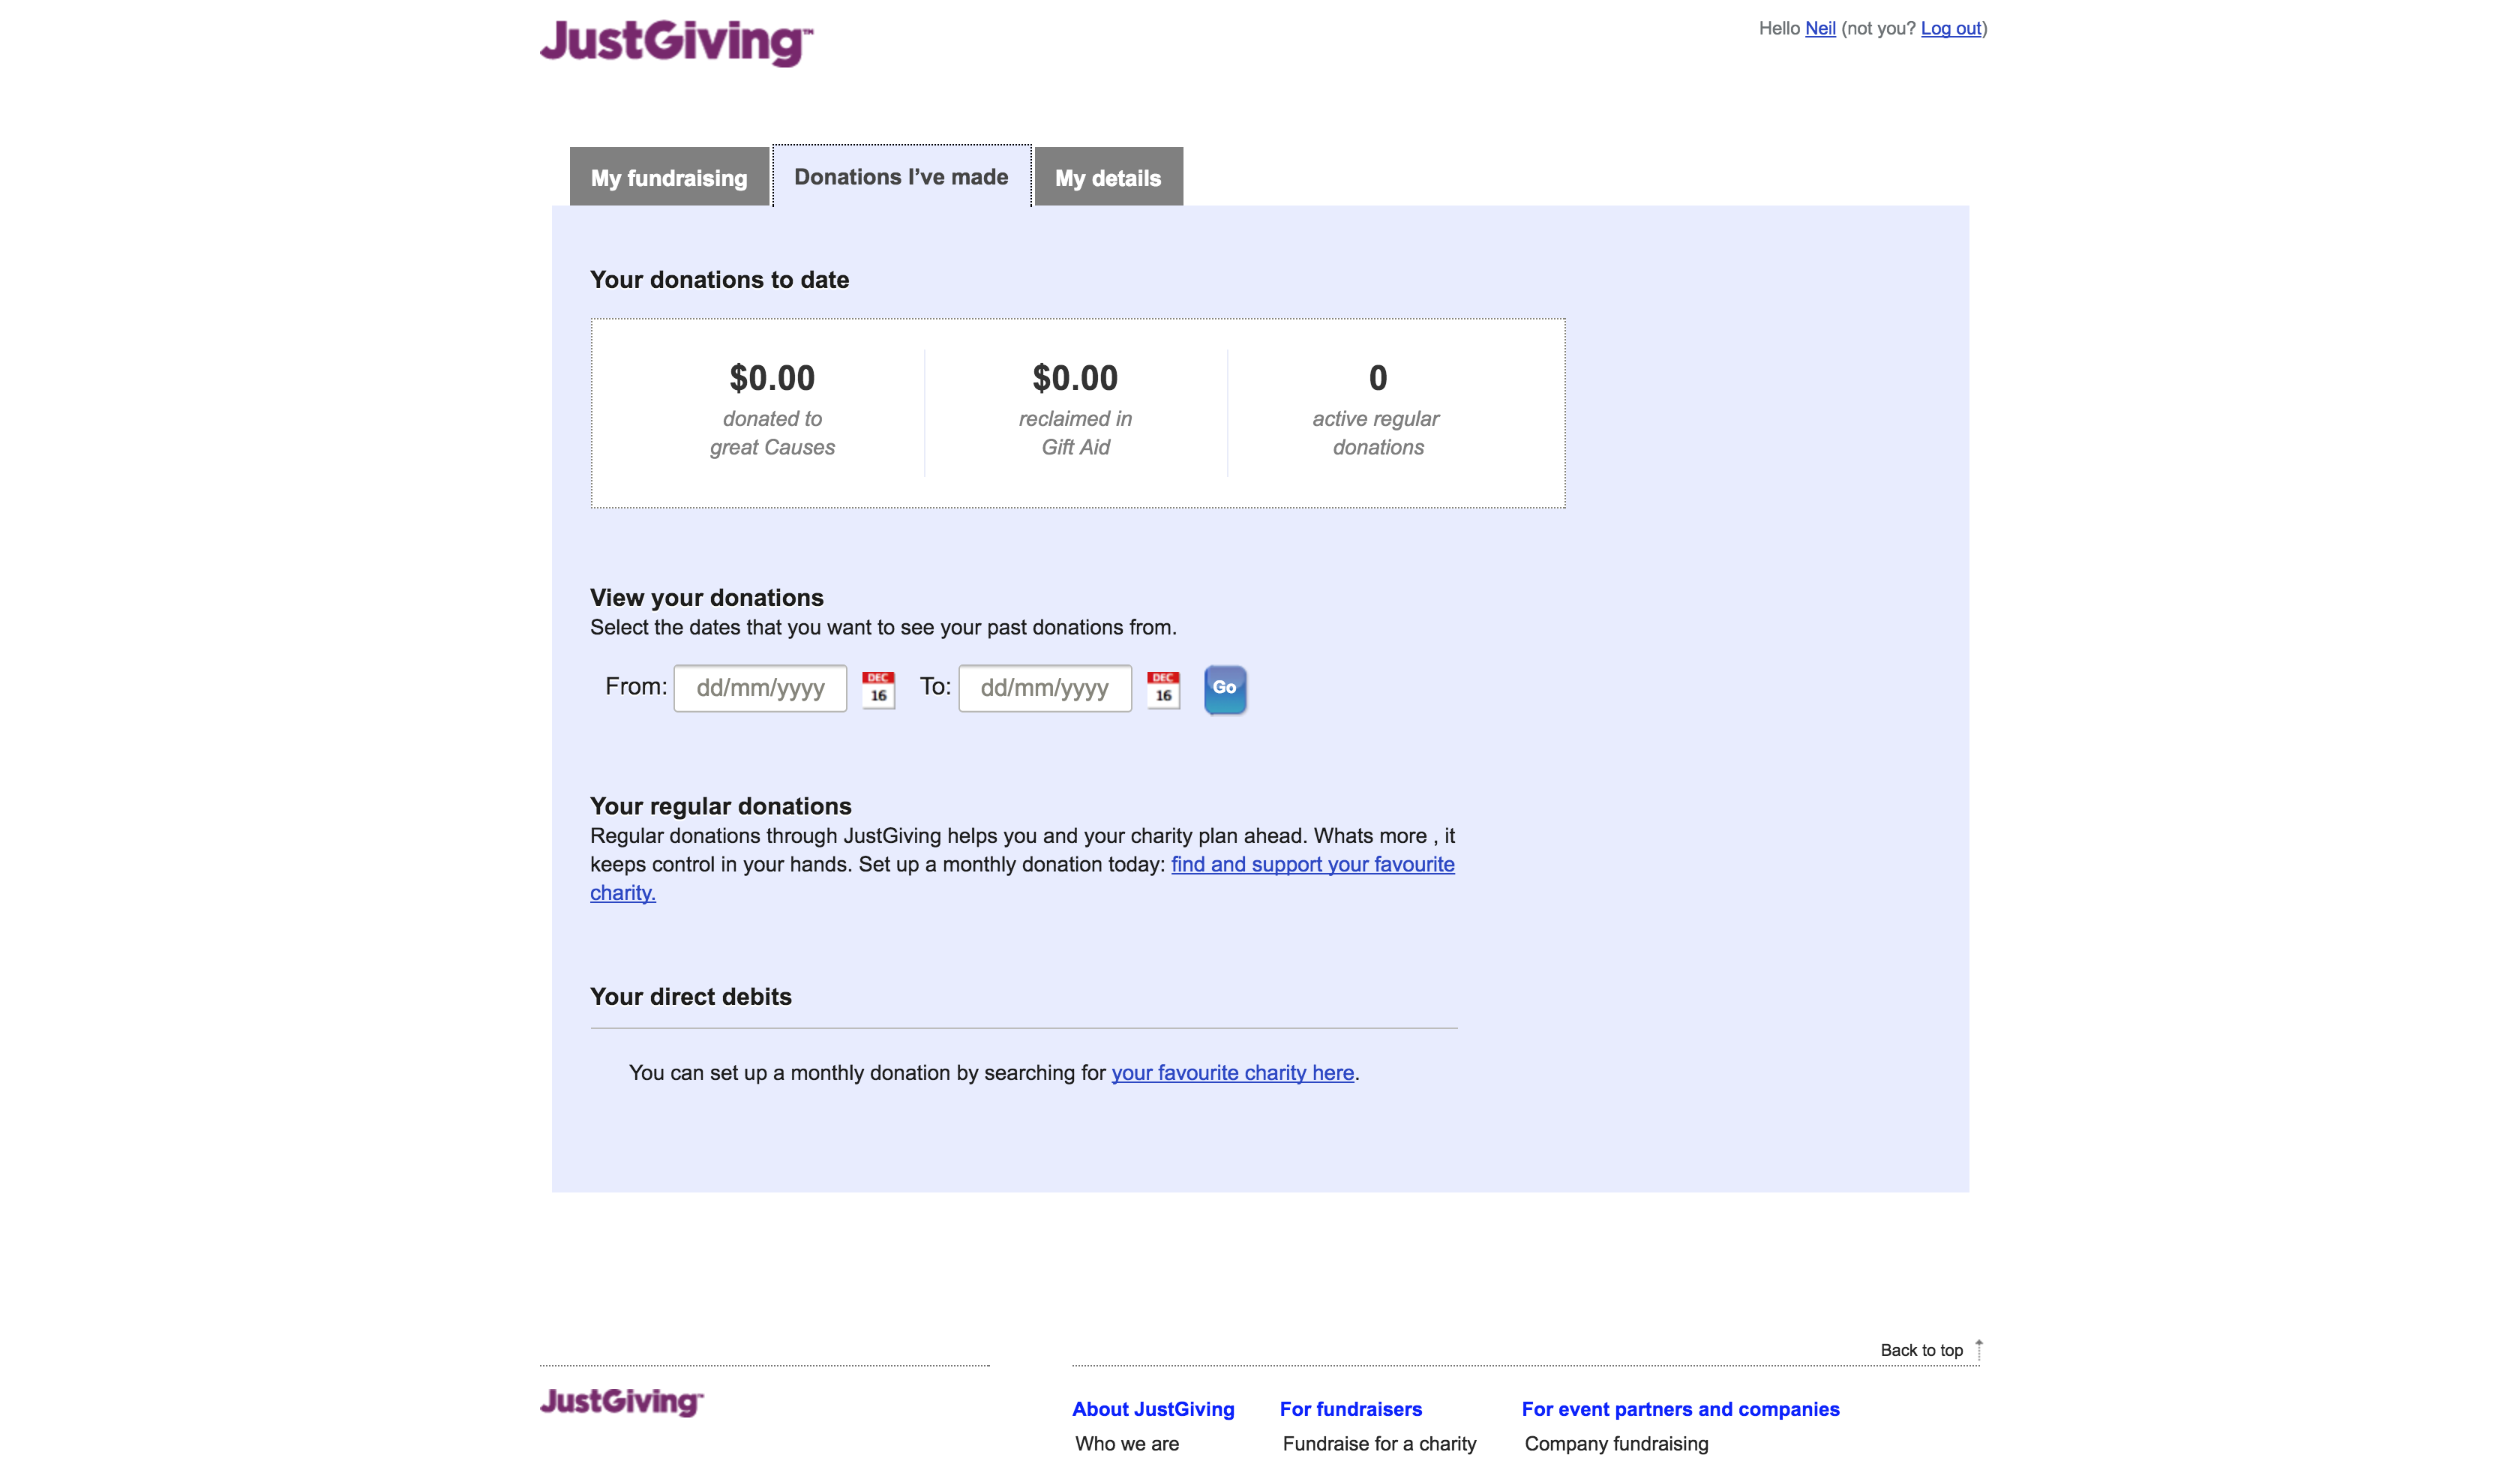 JustGiving™
Hello Neil (not you? Log out)
My fundraising
Donations I’ve made
My details
Your donations to date
$0.00
donated to
great Causes
$0.00
reclaimed in
Gift Aid
0
active regular
donations
View your donations
Select the dates that you want to see your past donations from.
From: dd/mm/yyyy DEC 16 To: dd/mm/yyyy DEC 16 Go
Your regular donations
Regular donations through JustGiving helps you and your charity plan ahead. Whats more , it
keeps control in your hands. Set up a monthly donation today: find and support your favourite
charity.
Your direct debits
You can set up a monthly donation by searching for your favourite charity here.
Back to top
JustGiving™
About JustGiving
Who we are
For fundraisers
Fundraise for a charity
For event partners and companies
Company fundraising